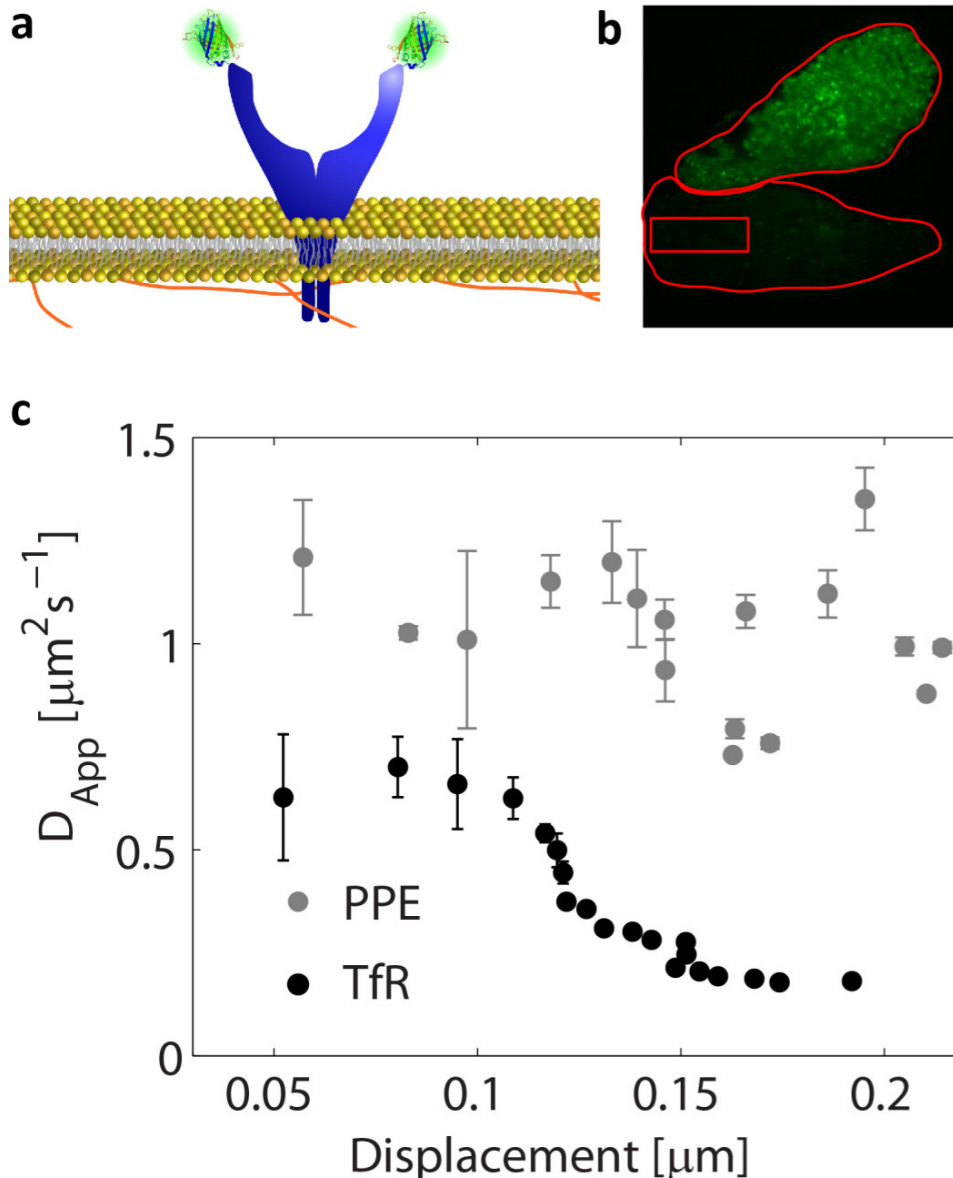 a
b
c
1.5
1
0.5
0
D App [μm²s⁻¹]
PPE
TfR
0.05
0.1
0.15
0.2
Displacement [μm]